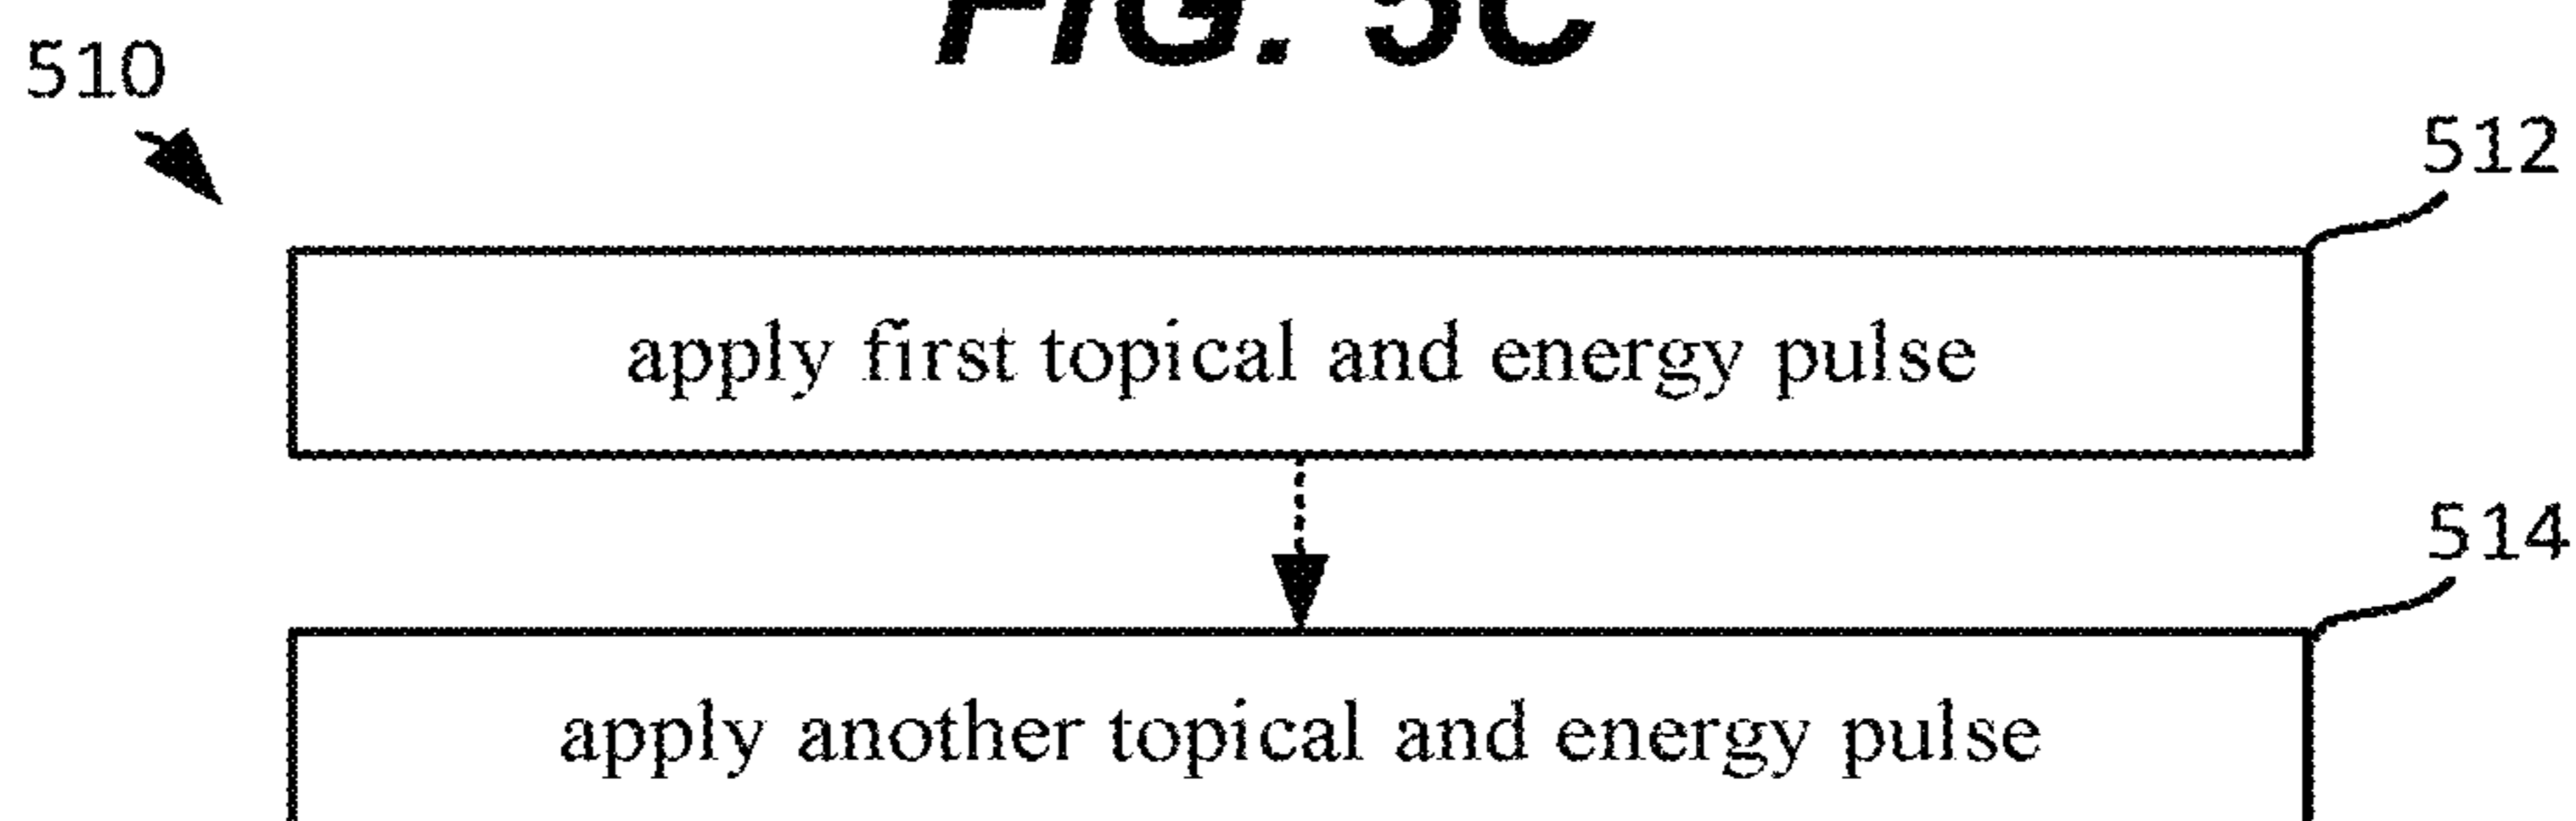 FIG. 5C
510
512
apply first topical and energy pulse
514
apply another topical and energy pulse